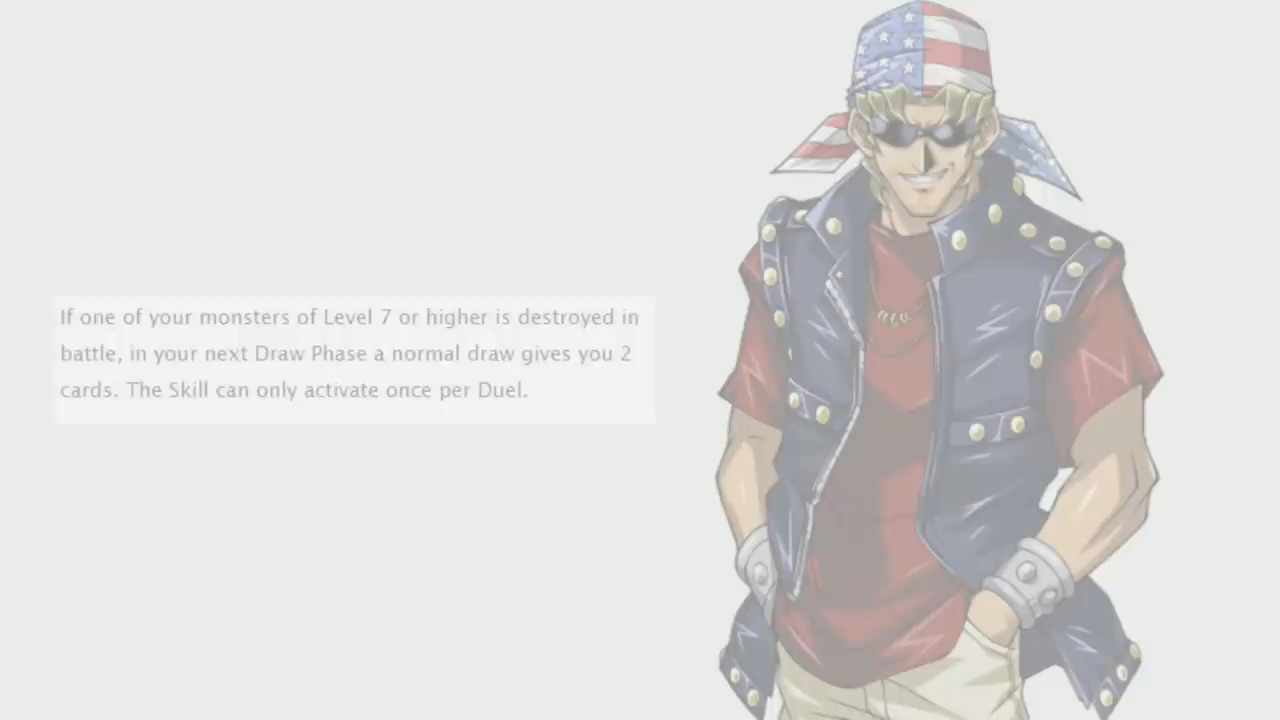 If one of your monsters of Level 7 or higher is destroyed in
battle, in your next Draw Phase a normal draw gives you 2
cards. The Skill can only activate once per Duel.